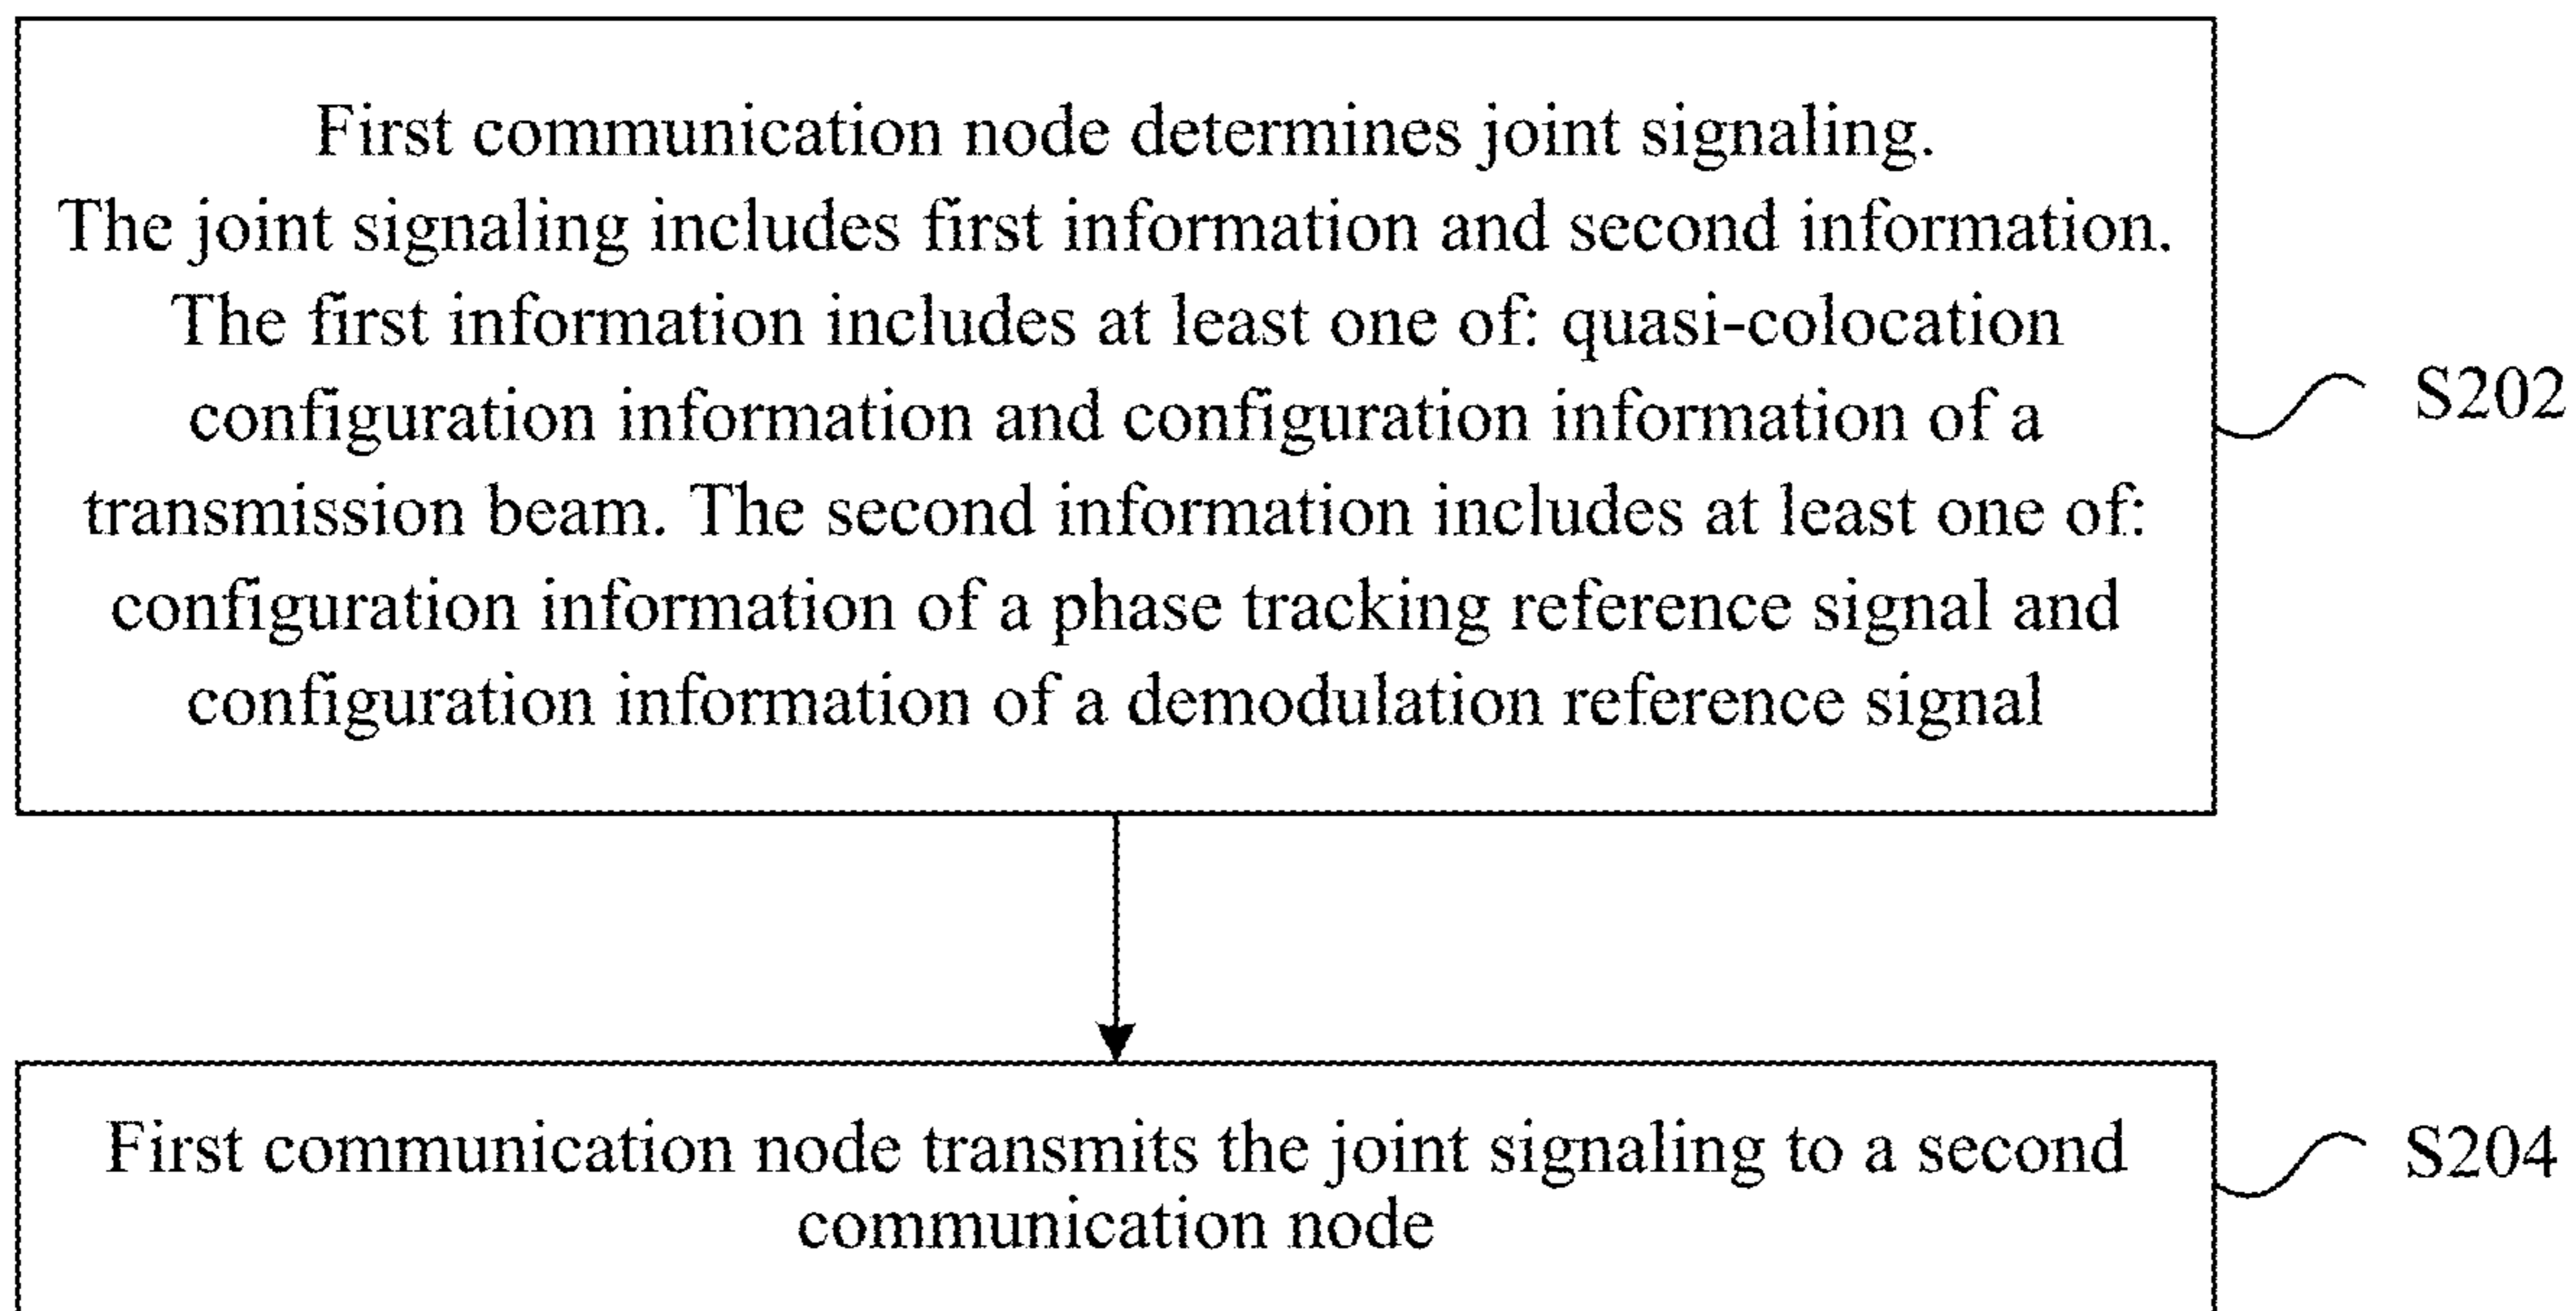 First communication node determines joint signaling.
The joint signaling includes first information and second information.
The first information includes at least one of: quasi-colocation
configuration information and configuration information of a
transmission beam. The second information includes at least one of:
configuration information of a phase tracking reference signal and
configuration information of a demodulation reference signal
S202
First communication node transmits the joint signaling to a second
communication node
S204